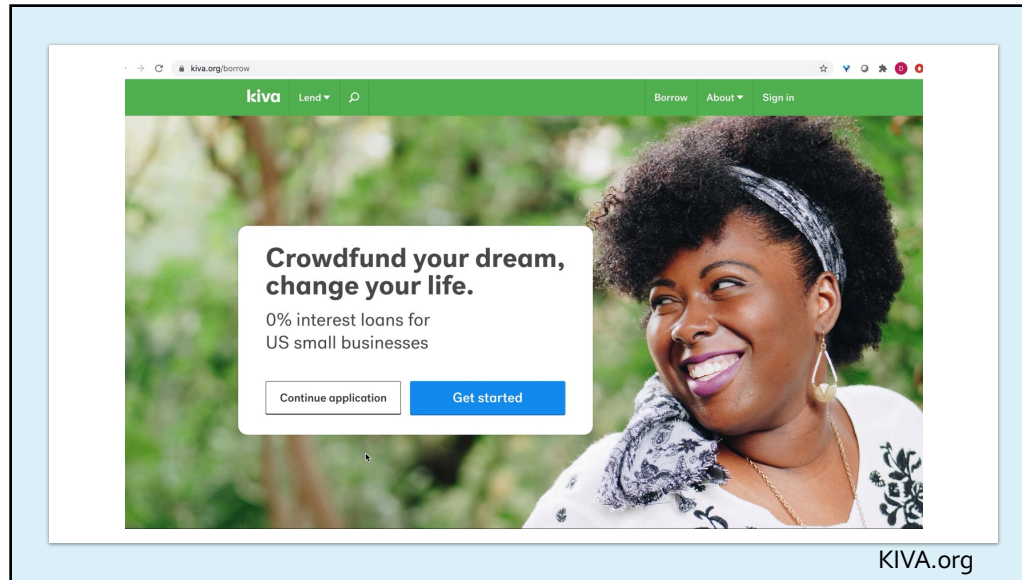 kiva.org/borrow
D
kiva Lend Borrow About Sign in
Crowdfund your dream,
change your life.
0% interest loans for
US small businesses
Continue application Get started
KIVA.org